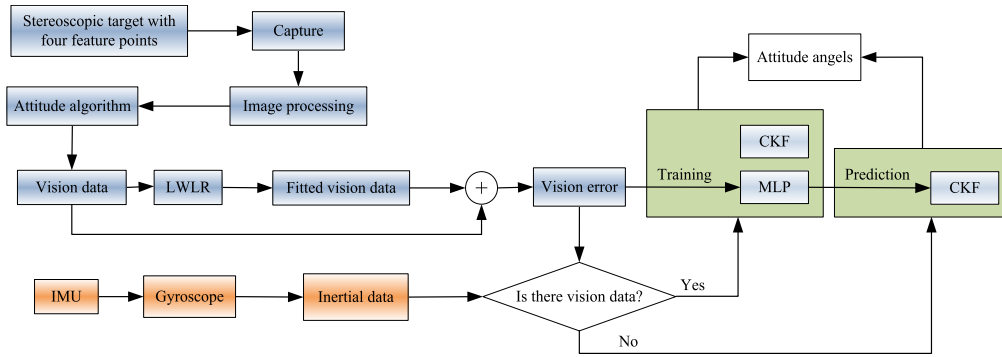 Stereoscopic target with
four feature points
Capture
Attitude angels
Attitude algorithm
Image processing
CKF
Vision data
LWLR
Fitted vision data
+
Vision error
Training
MLP
Prediction
CKF
IMU
Gyroscope
Inertial data
Is there vision data?
Yes
No